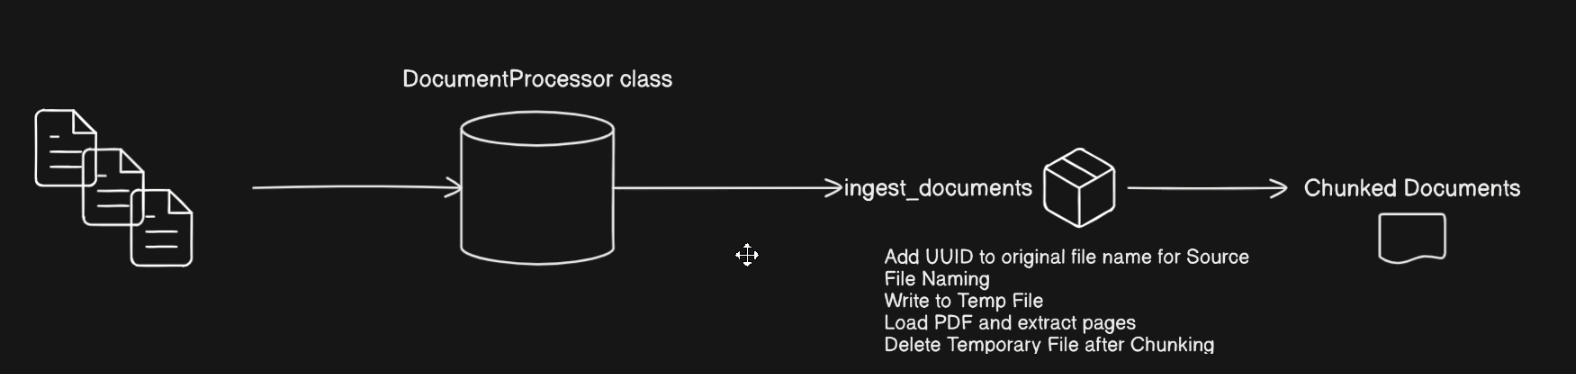 DocumentProcessor class
ingest_documents
Chunked Documents
Add UUID to original file name for Source
File Naming
Write to Temp File
Load PDF and extract pages
Delete Temporary File after Chunking